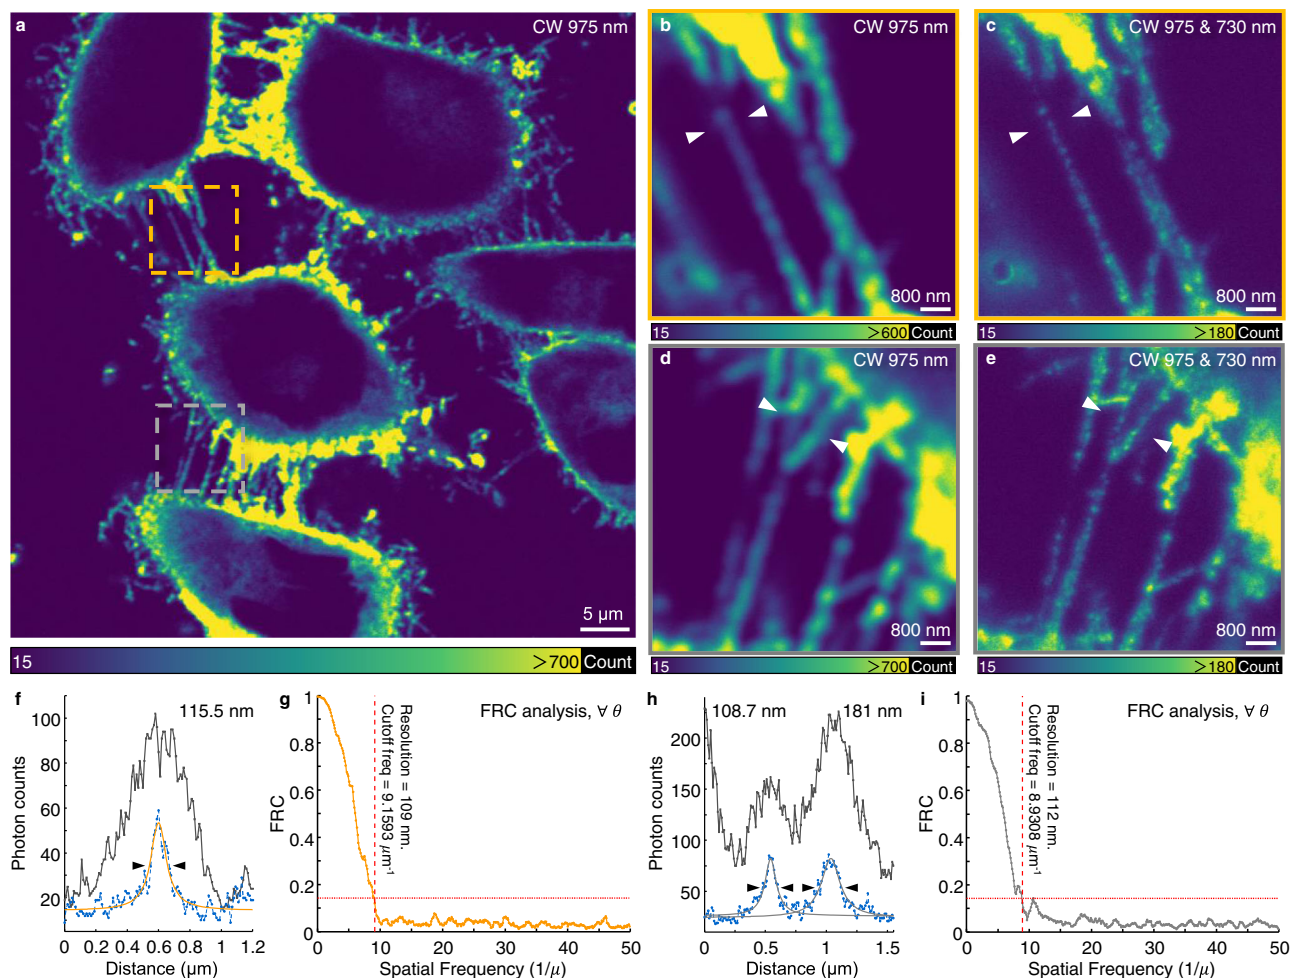 a
CW 975 nm
5 µm
15
>700 Count
b
CW 975 nm
800 nm
15
>600 Count
c
CW 975 & 730 nm
800 nm
15
>180 Count
d
CW 975 nm
800 nm
15
>700 Count
e
CW 975 & 730 nm
800 nm
15
>180 Count
f
115.5 nm
Photon counts
100
80
60
40
20
0
0.2
0.4
0.6
0.8
1.0
1.2
Distance (µm)
g
FRC analysis, ∀ θ
Resolution = 109 nm.
Cutoff freq = 9.1593 µm⁻¹
FRC
1
0.8
0.6
0.4
0.2
0
0
10
20
30
40
50
Spatial Frequency (1/µ)
h
108.7 nm
181 nm
Photon counts
200
150
100
50
0
0.5
1
1.5
Distance (µm)
i
FRC analysis, ∀ θ
Resolution = 112 nm.
Cutoff freq = 8.9308 µm⁻¹
FRC
1
0.8
0.6
0.4
0.2
0
0
10
20
30
40
50
Spatial Frequency (1/µ)